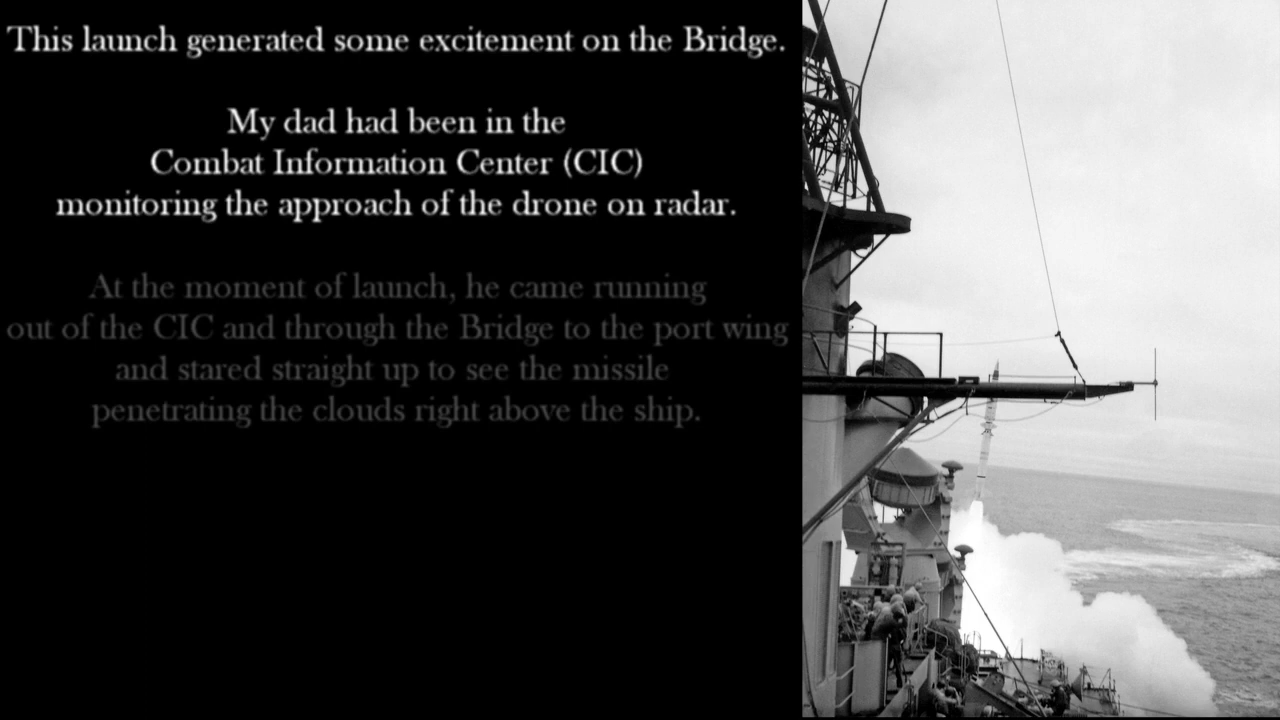 This launch generated some excitement on the Bridge.
My dad had been in the
Combat Information Center (CIC)
monitoring the approach of the drone on radar.
At the moment of launch, he came running
out of the CIC and through the Bridge to the port wing
and stared straight up to see the missile
penetrating the clouds right above the ship.